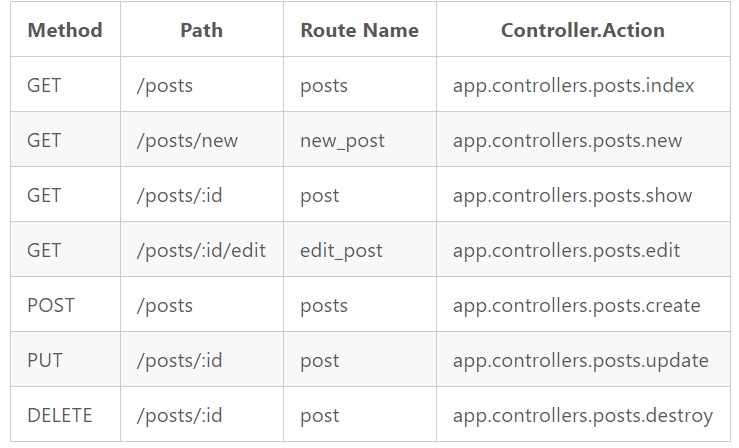 Method Path Route Name Controller.Action
GET /posts posts app.controllers.posts.index
GET /posts/new new_post app.controllers.posts.new
GET /posts/:id post app.controllers.posts.show
GET /posts/:id/edit edit_post app.controllers.posts.edit
POST /posts posts app.controllers.posts.create
PUT /posts/:id post app.controllers.posts.update
DELETE /posts/:id post app.controllers.posts.destroy